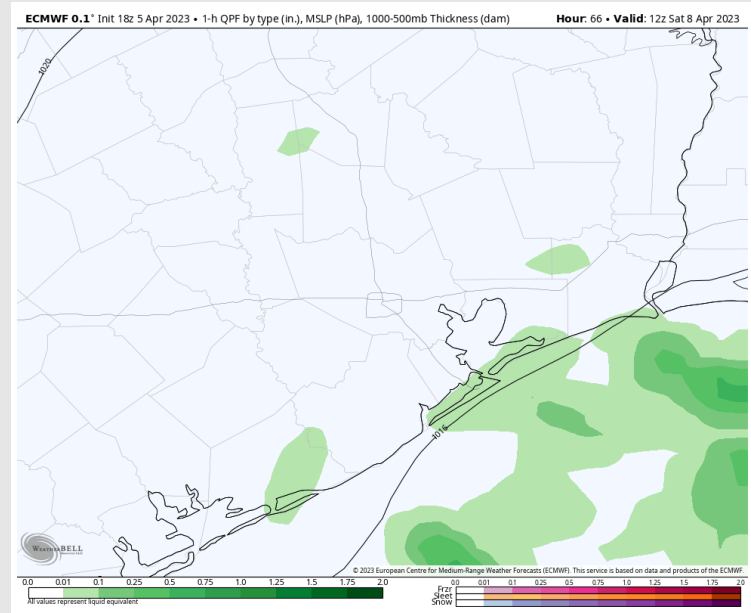 ECMWF 0.1° Init 18z 5 Apr 2023 • 1-h QPF by type (in.), MSLP (hPa), 1000-500mb Thickness (dam) Hour: 66 • Valid: 12z Sat 8 Apr 2023
1020
1016
WeatherBELL
© 2023 European Centre for Medium-Range Weather Forecasts (ECMWF). This service is based on data and products of the ECMWF.
0.0 0.01 0.1 0.25 0.5 0.75 1.0 1.25 1.5 1.75 2.0
All values represent liquid equivalent
0.0 0.01 0.1 0.25 0.5 1.0 1.25 1.5 1.75 2.0
Frzr
Sleet
Snow